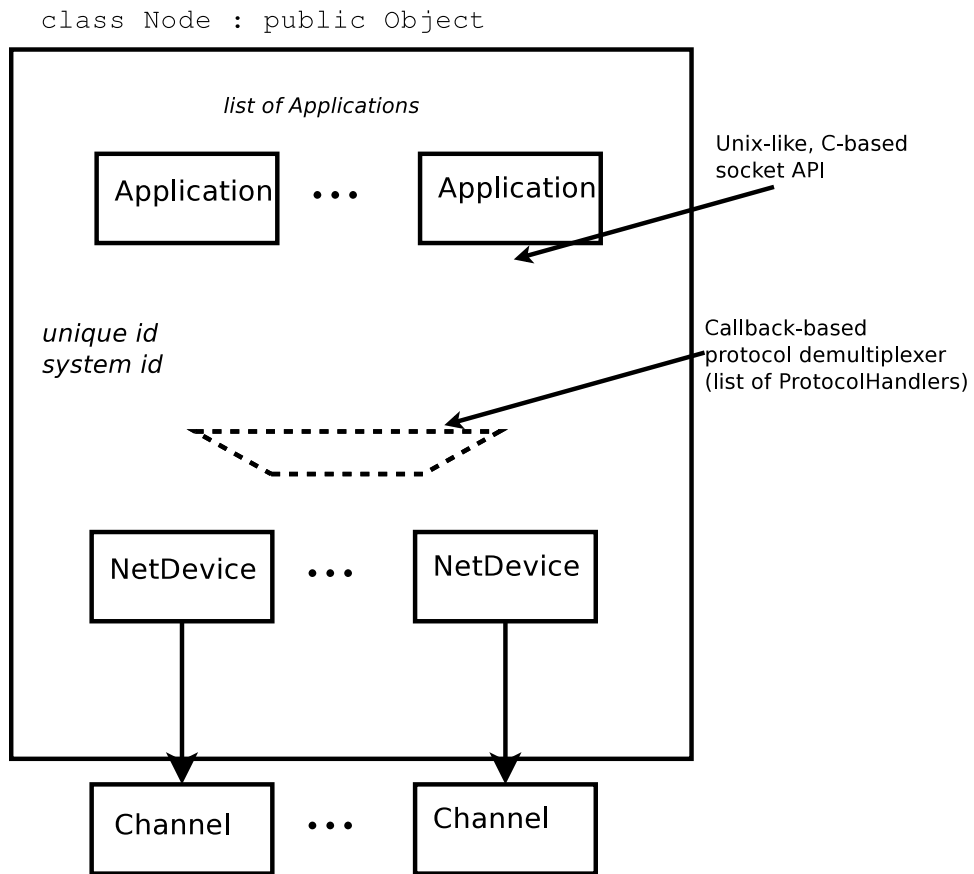 class Node : public Object
list of Applications
Application
•••
Application
Unix-like, C-based
socket API
unique id
system id
Callback-based
protocol demultiplexer
(list of ProtocolHandlers)
NetDevice
•••
NetDevice
Channel
•••
Channel